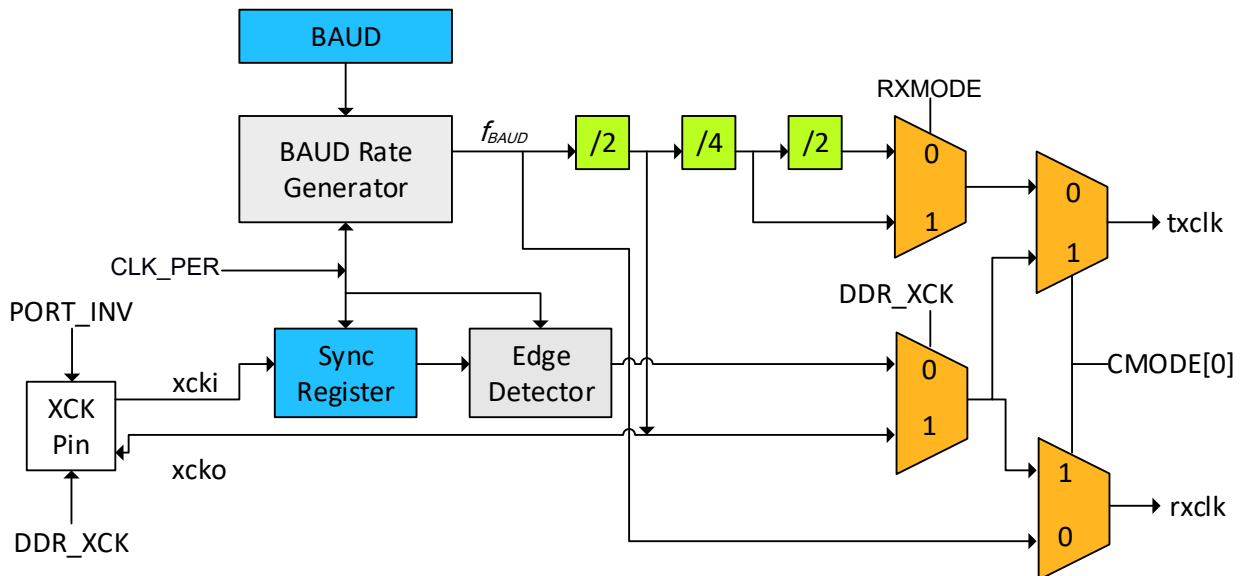 BAUD
RXMODE
BAUD Rate
Generator
fBAUD
/2
/4
/2
0
1
0
1
txclk
CLK_PER
PORT_INV
DDR_XCK
Sync
Register
Edge
Detector
0
1
CMODE[0]
xcki
XCK
Pin
xcko
1
0
rxclk
DDR_XCK